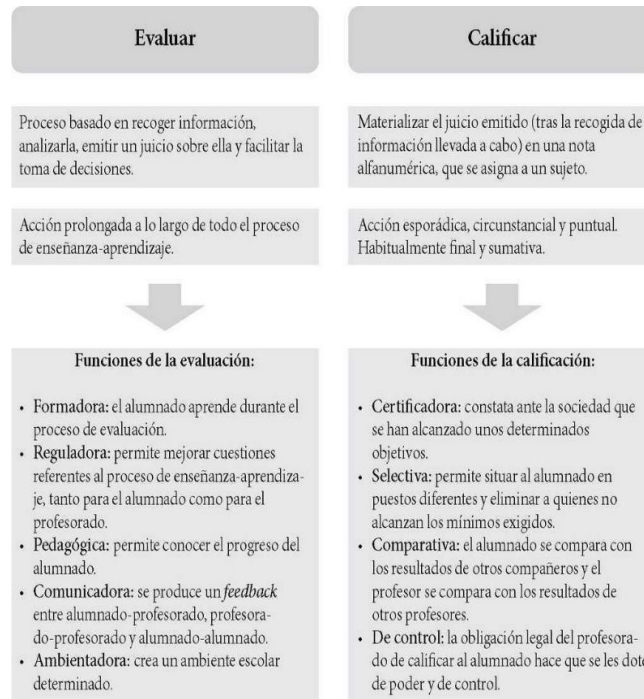 Evaluar
Proceso basado en recoger información,
analizarla, emitir un juicio sobre ella y facilitar la
toma de decisiones.
Acción prolongada a lo largo de todo el proceso
de enseñanza-aprendizaje.
Funciones de la evaluación:
• Formadora: el alumnado aprende durante el
proceso de evaluación.
• Reguladora: permite mejorar cuestiones
referentes al proceso de enseñanza-aprendiza-
je, tanto para el alumnado como para el
profesorado.
• Pedagógica: permite conocer el progreso del
alumnado.
• Comunicadora: se produce un feedback
entre alumnado-profesorado, profesora-
do-profesorado y alumnado-alumnado.
• Ambientadora: crea un ambiente escolar
determinado.
Calificar
Materializar el juicio emitido (tras la recogida de
información llevada a cabo) en una nota
alfanumérica, que se asigna a un sujeto.
Acción esporádica, circunstancial y puntual.
Habitualmente final y sumativa.
Funciones de la calificación:
• Certificadora: constata ante la sociedad que
se han alcanzado unos determinados
objetivos.
• Selectiva: permite situar al alumnado en
puestos diferentes y eliminar a quienes no
alcanzan los mínimos exigidos.
• Comparativa: el alumnado se compara con
los resultados de otros compañeros y el
profesor se compara con los resultados de
otros profesores.
• De control: la obligación legal del profesora-
do de calificar al alumnado hace que se les dote
de poder y de control.